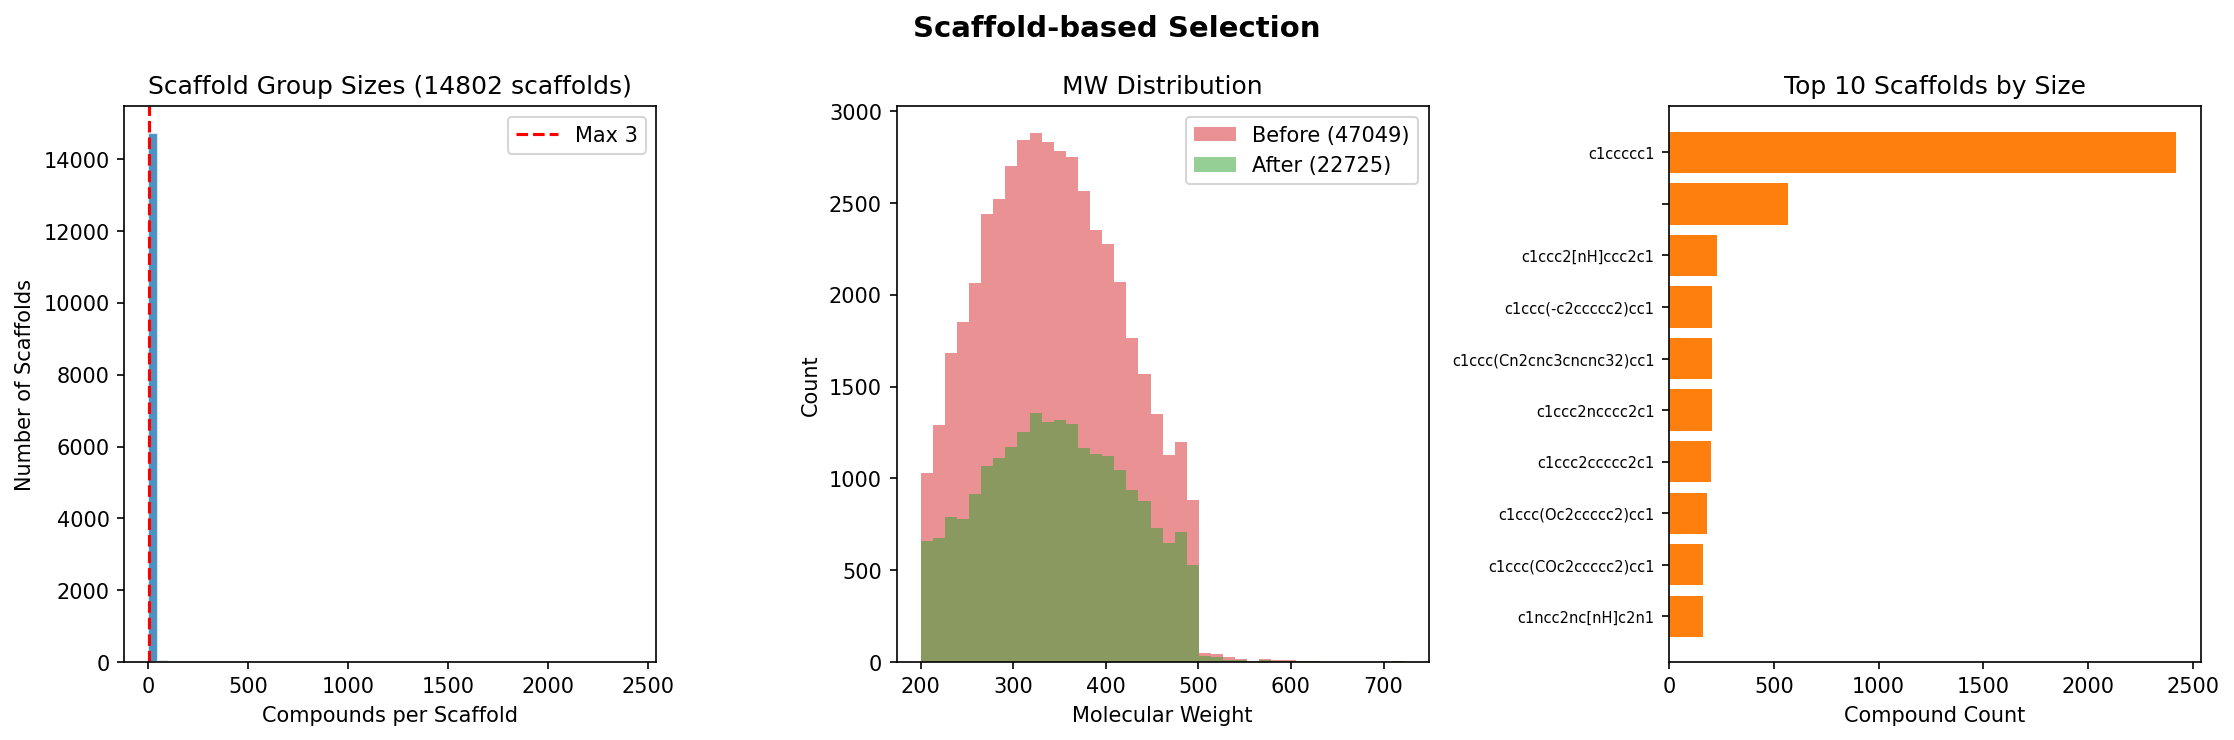 Scaffold-based Selection
Scaffold Group Sizes (14802 scaffolds)
Max 3
Number of Scaffolds
14000
12000
10000
8000
6000
4000
2000
0
0 500 1000 1500 2000 2500
Compounds per Scaffold
MW Distribution
Before (47049)
After (22725)
Count
3000
2500
2000
1500
1000
500
0
200 300 400 500 600 700
Molecular Weight
Top 10 Scaffolds by Size
c1ccccc1
c1ccc2[nH]ccc2c1
c1ccc(-c2ccccc2)cc1
c1ccc(Cn2cnc3cncnc32)cc1
c1ccc2ncccc2c1
c1ccc2ccccc2c1
c1ccc(Oc2ccccc2)cc1
c1ccc(COc2ccccc2)cc1
c1ncc2nc[nH]c2n1
0 500 1000 1500 2000 2500
Compound Count